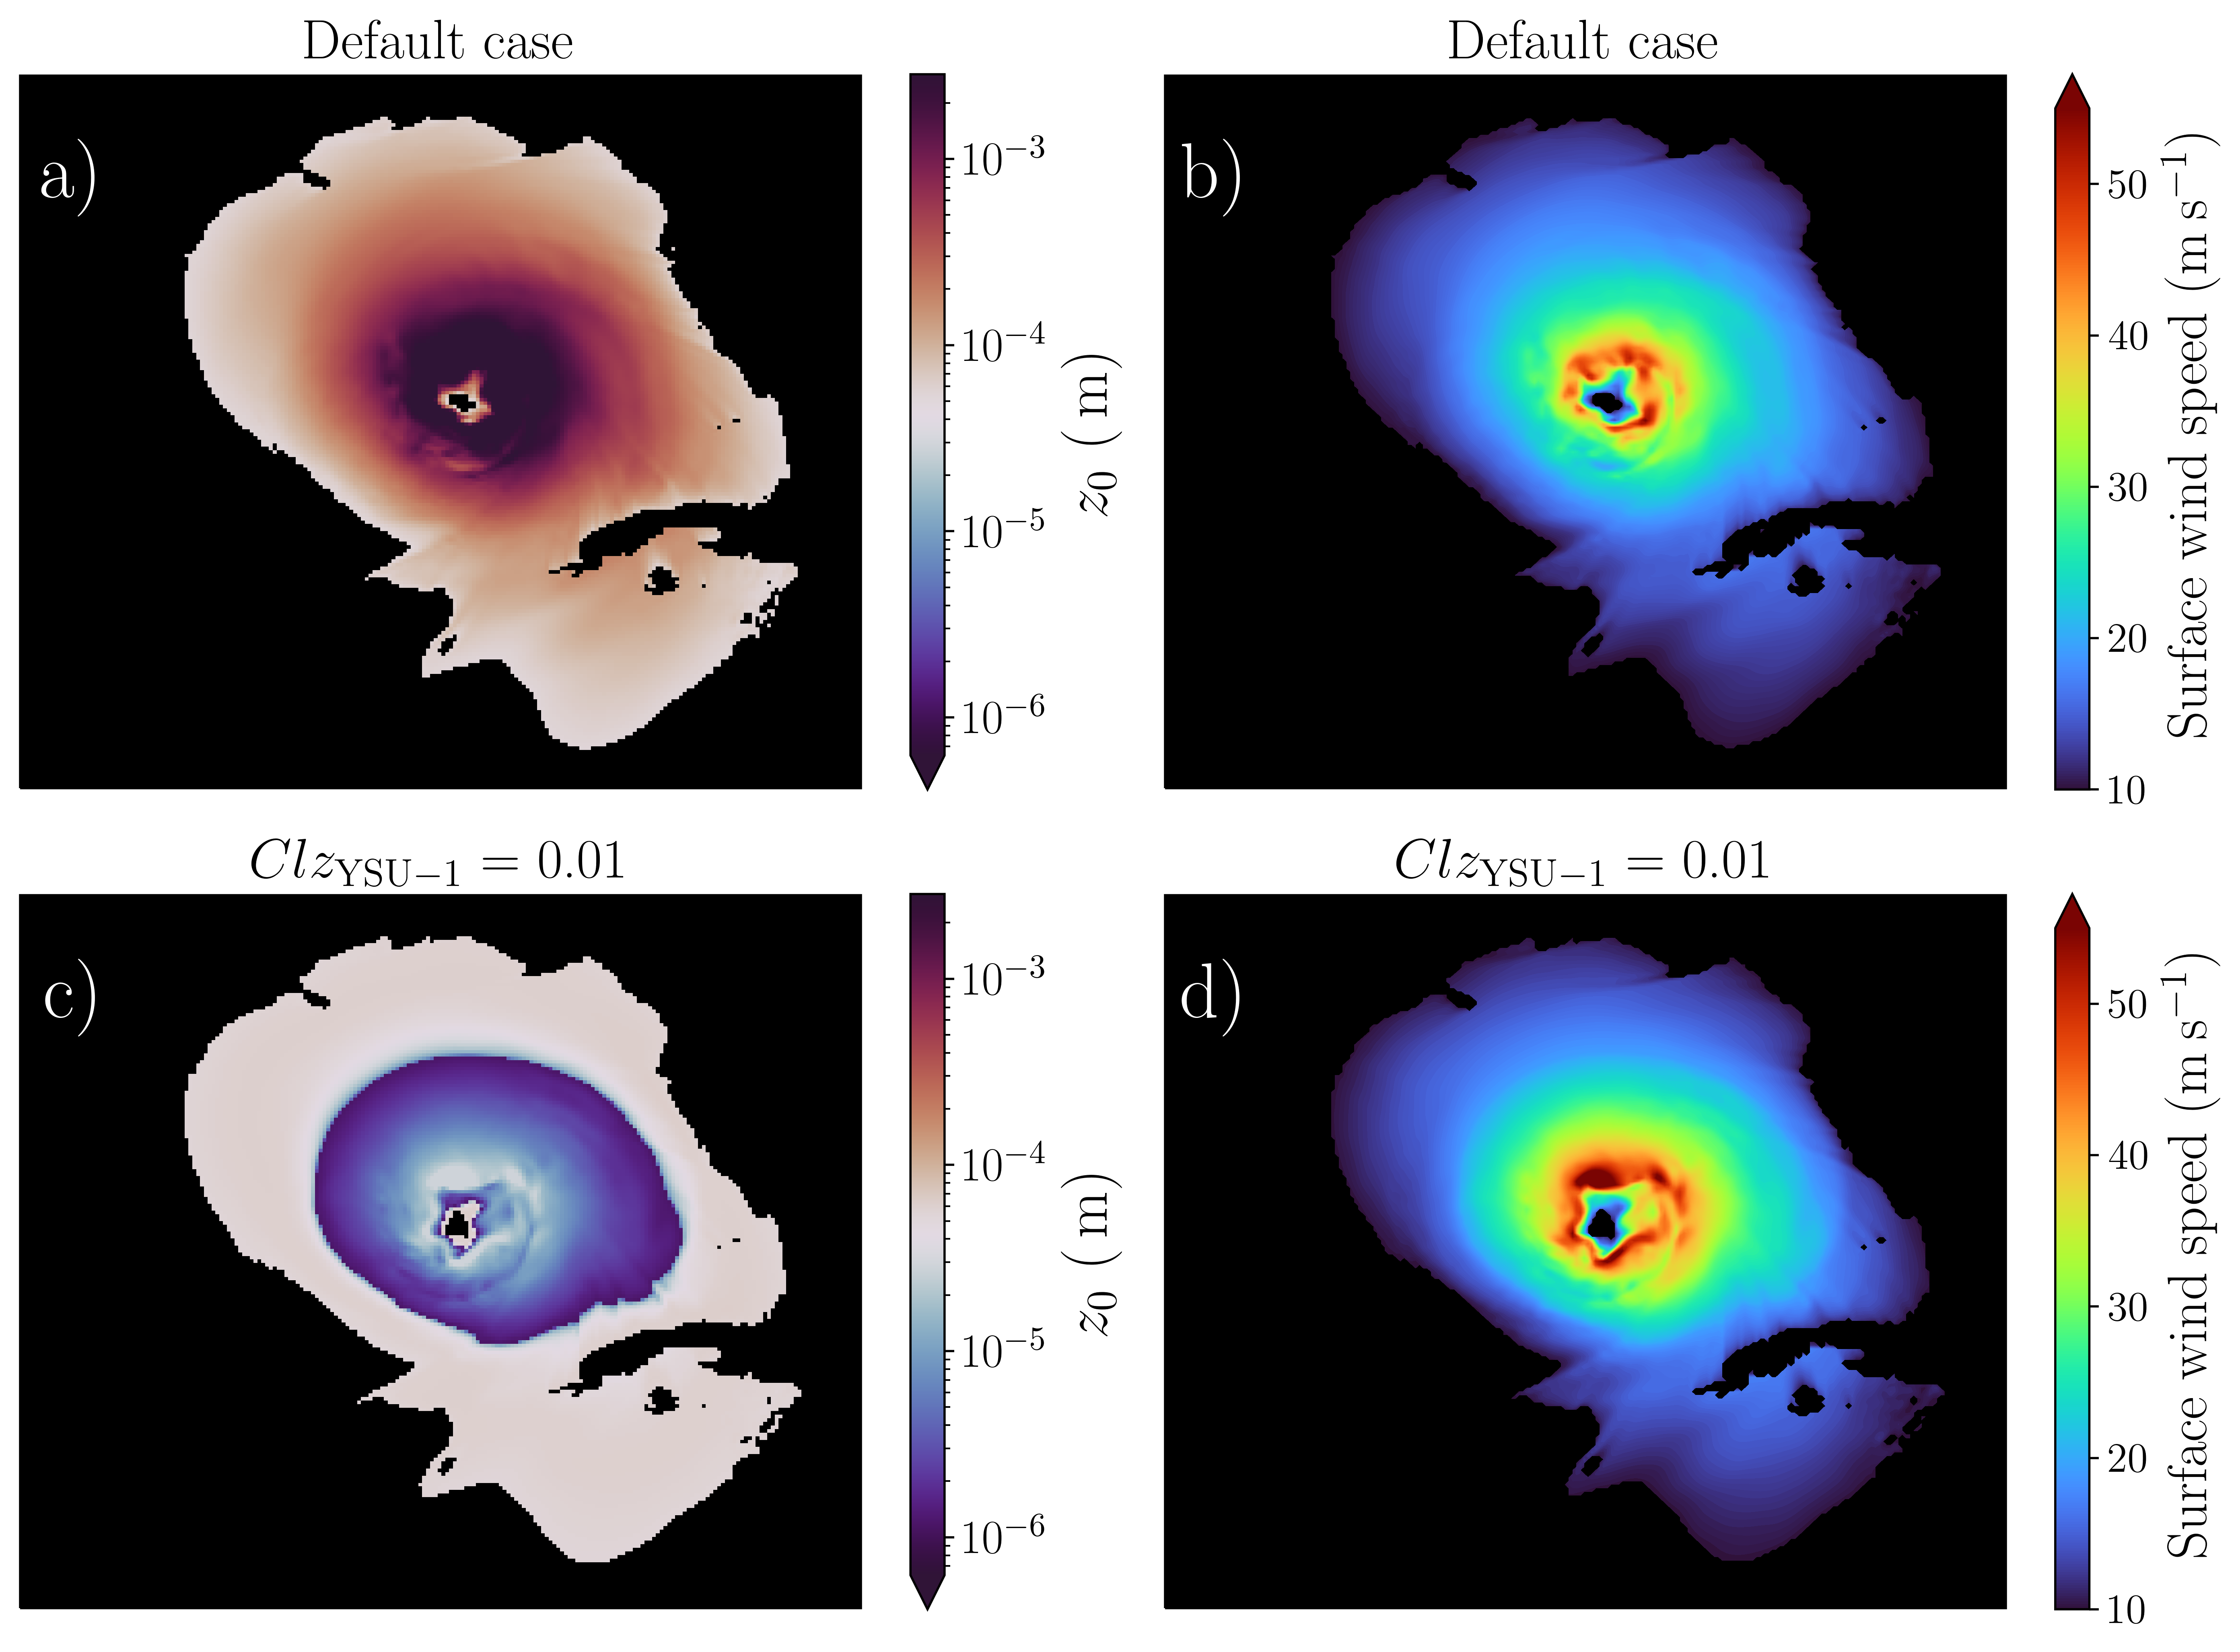 Default case
Default case
a)
10⁻³
10⁻⁴
10⁻⁵
10⁻⁶
z₀ (m)
b)
50
40
30
20
10
Surface wind speed (m s⁻¹)
Clz_YSU−1 = 0.01
Clz_YSU−1 = 0.01
c)
10⁻³
10⁻⁴
10⁻⁵
10⁻⁶
z₀ (m)
d)
50
40
30
20
10
Surface wind speed (m s⁻¹)